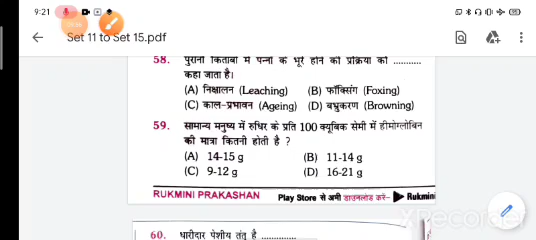 9:21
Set 11 to Set 15.pdf
58. पुरानी किताबों में पन्नों के भूरे होने की प्रक्रिया को ............
कहा जाता है।
(A) निक्षालन (Leaching) (B) फॉक्सिंग (Foxing)
(C) काल-प्रभावन (Ageing) (D) बभ्रुकरण (Browning)
59. सामान्य मनुष्य में रुधिर के प्रति 100 क्यूबिक सेमी में हीमोग्लोबिन
की मात्रा कितनी होती है ?
(A) 14-15 g (B) 11-14 g
(C) 9-12 g (D) 16-21 g
RUKMINI PRAKASHAN Play Store से अभी डाउनलोड करें- Rukmini
60. धारीदार पेशीय तंतु है .............